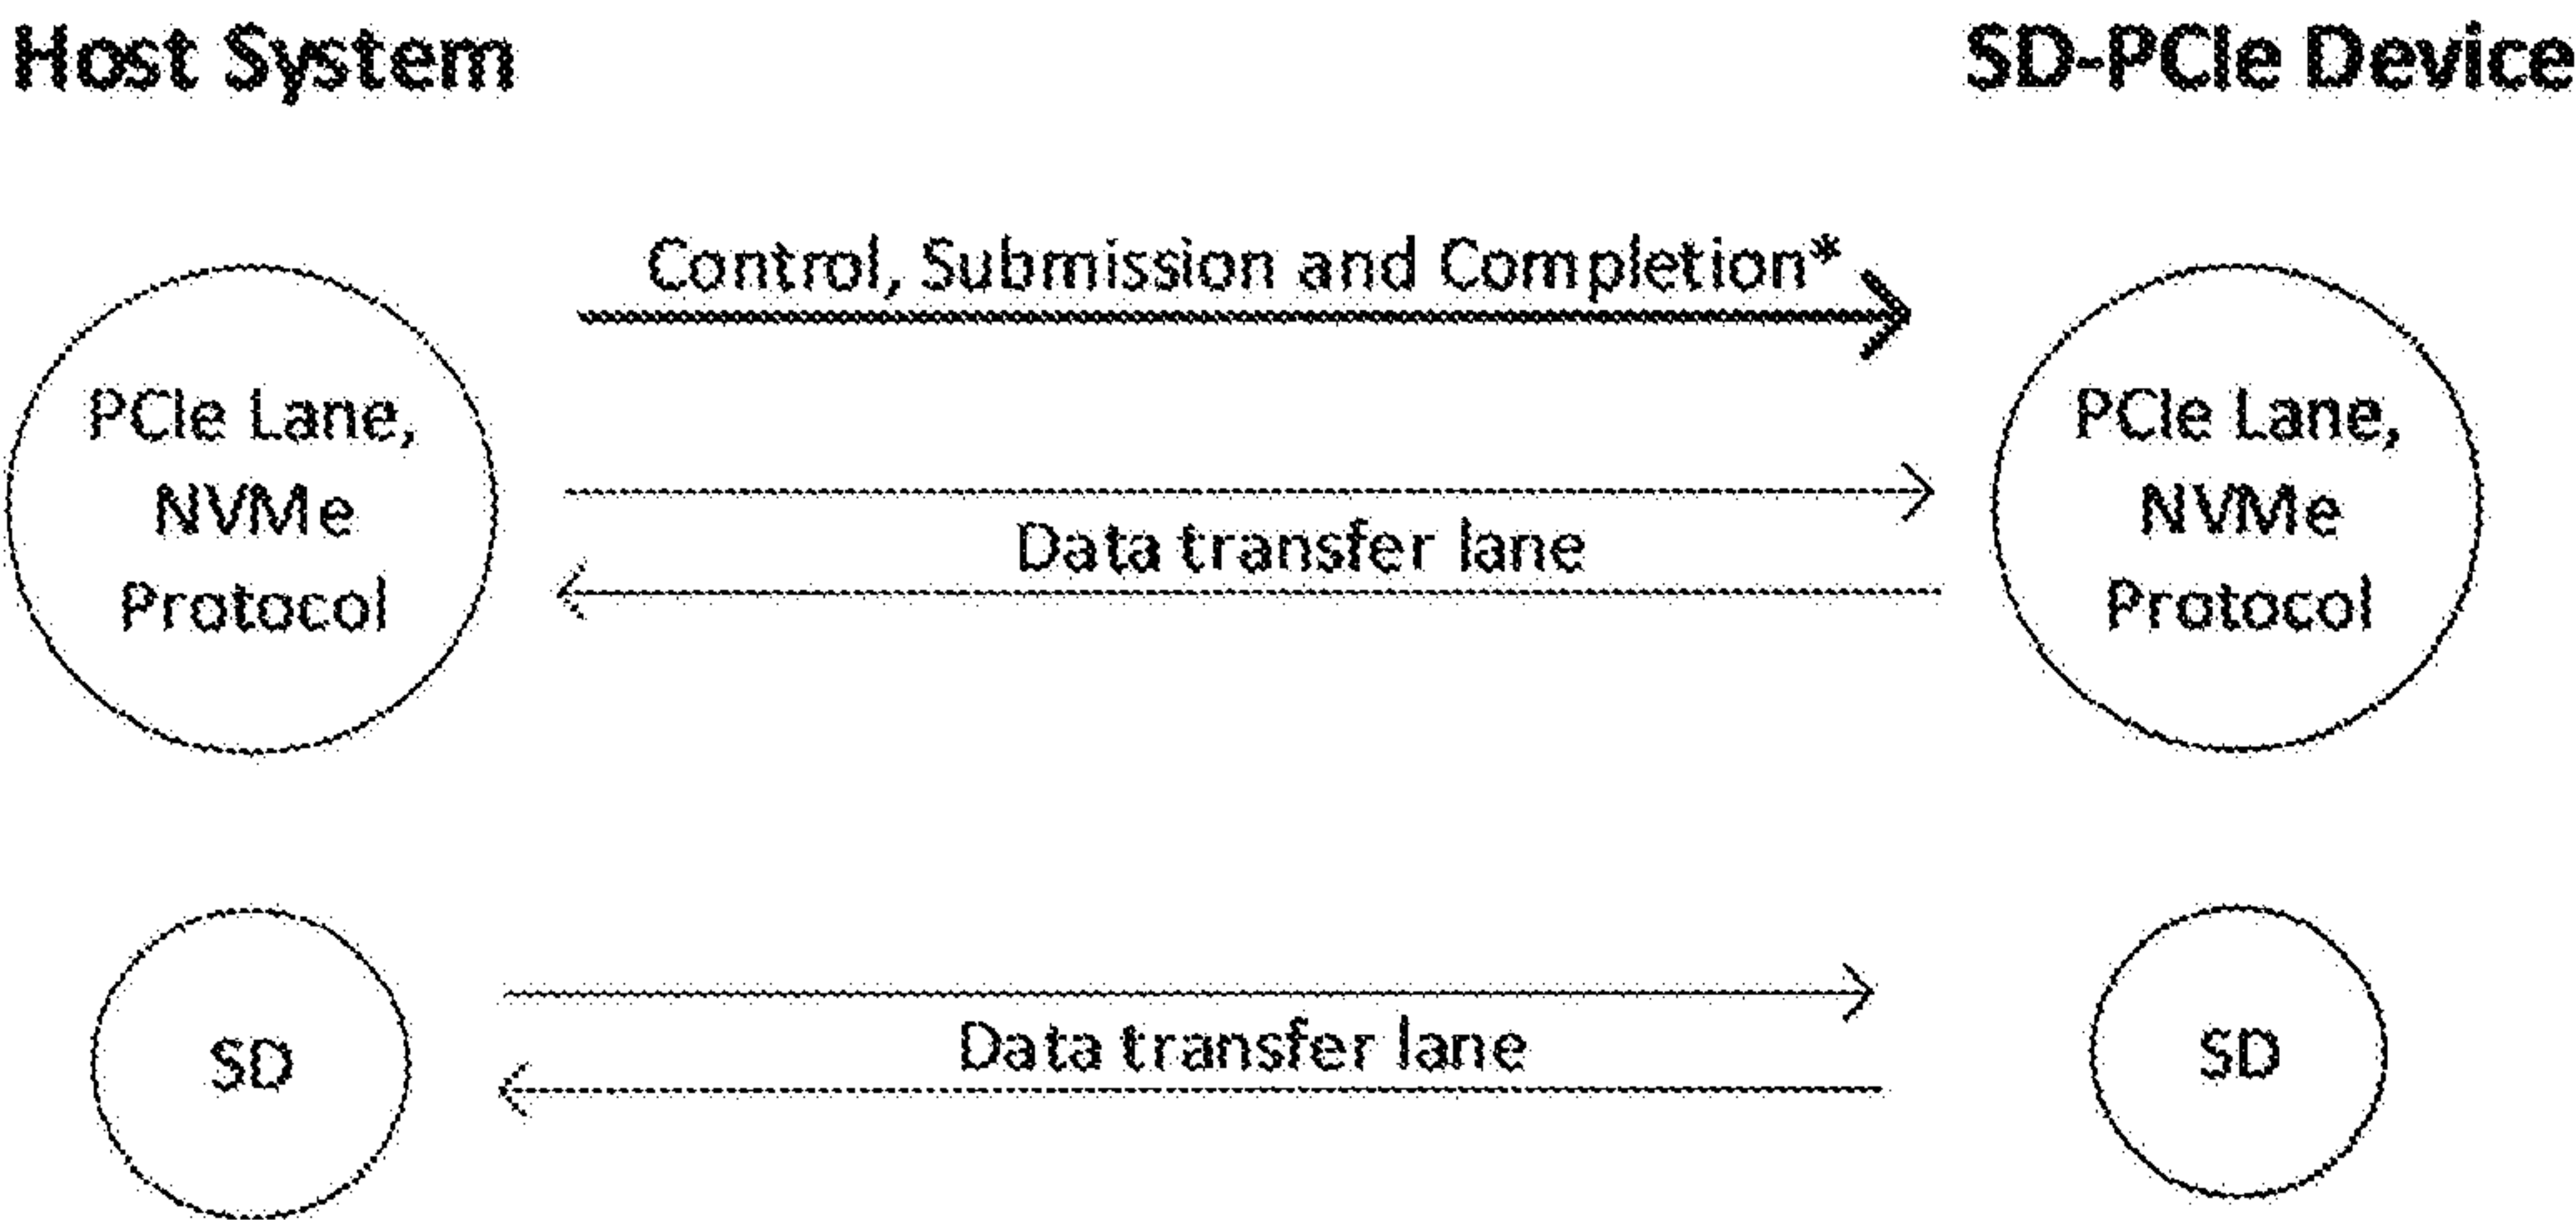 Host System
SD-PCIe Device
Control, Submission and Completion*
PCIe Lane,
NVMe
Protocol
Data transfer lane
PCIe Lane,
NVMe
Protocol
SD
Data transfer lane
SD